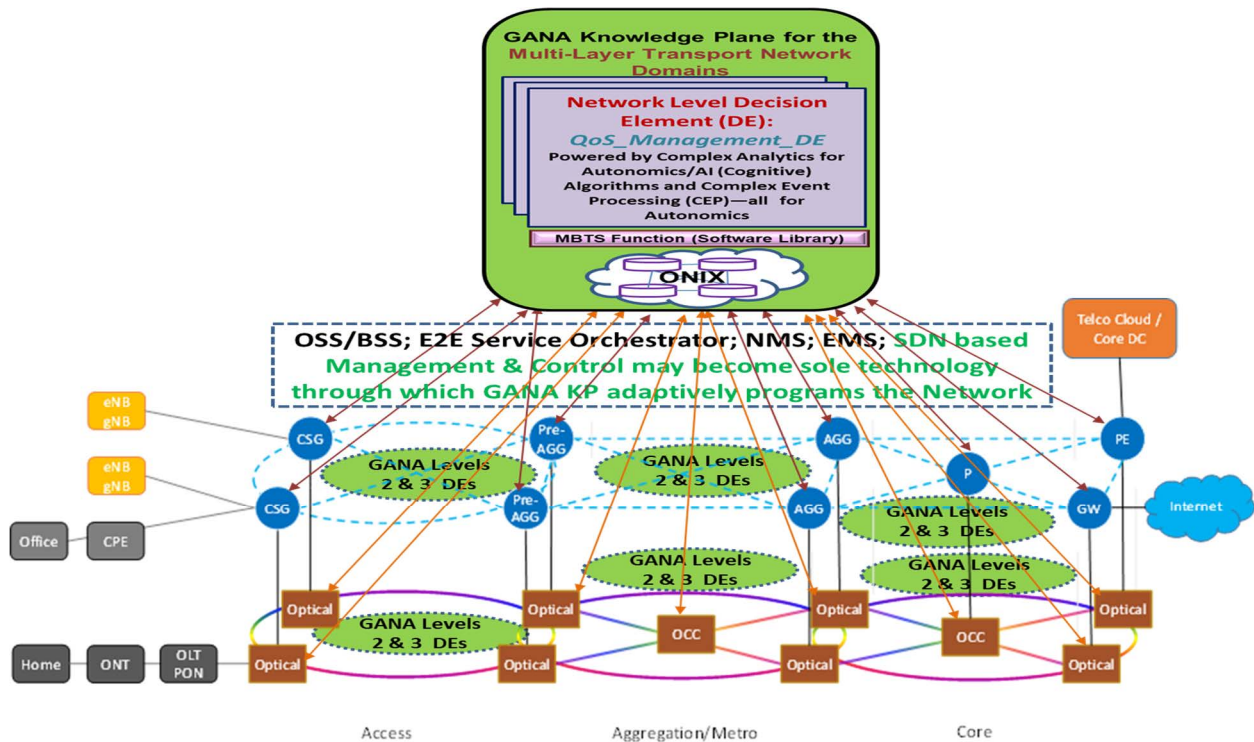 GANA Knowledge Plane for the
Multi-Layer Transport Network
Domains
Network Level Decision
Element (DE):
QoS_Management_DE
Powered by Complex Analytics for
Autonomics/AI (Cognitive)
Algorithms and Complex Event
Processing (CEP)—all for
Autonomics
MBTS Function (Software Library)
ONIX
OSS/BSS; E2E Service Orchestrator; NMS; EMS; SDN based
Management & Control may become sole technology
through which GANA KP adaptively programs the Network
Telco Cloud /
Core DC
eNB
gNB
CSG
Pre-
AGG
AGG
PE
P
GANA Levels
2 & 3 DEs
GANA Levels
2 & 3 DEs
eNB
gNB
CSG
Pre-
AGG
AGG
GW
Internet
GANA Levels
2 & 3 DEs
Office
CPE
GANA Levels
2 & 3 DEs
GANA Levels
2 & 3 DEs
Optical
Optical
Optical
Optical
GANA Levels
2 & 3 DEs
OCC
OCC
Home
ONT
OLT
PON
Optical
Optical
Optical
Optical
Access
Aggregation/Metro
Core